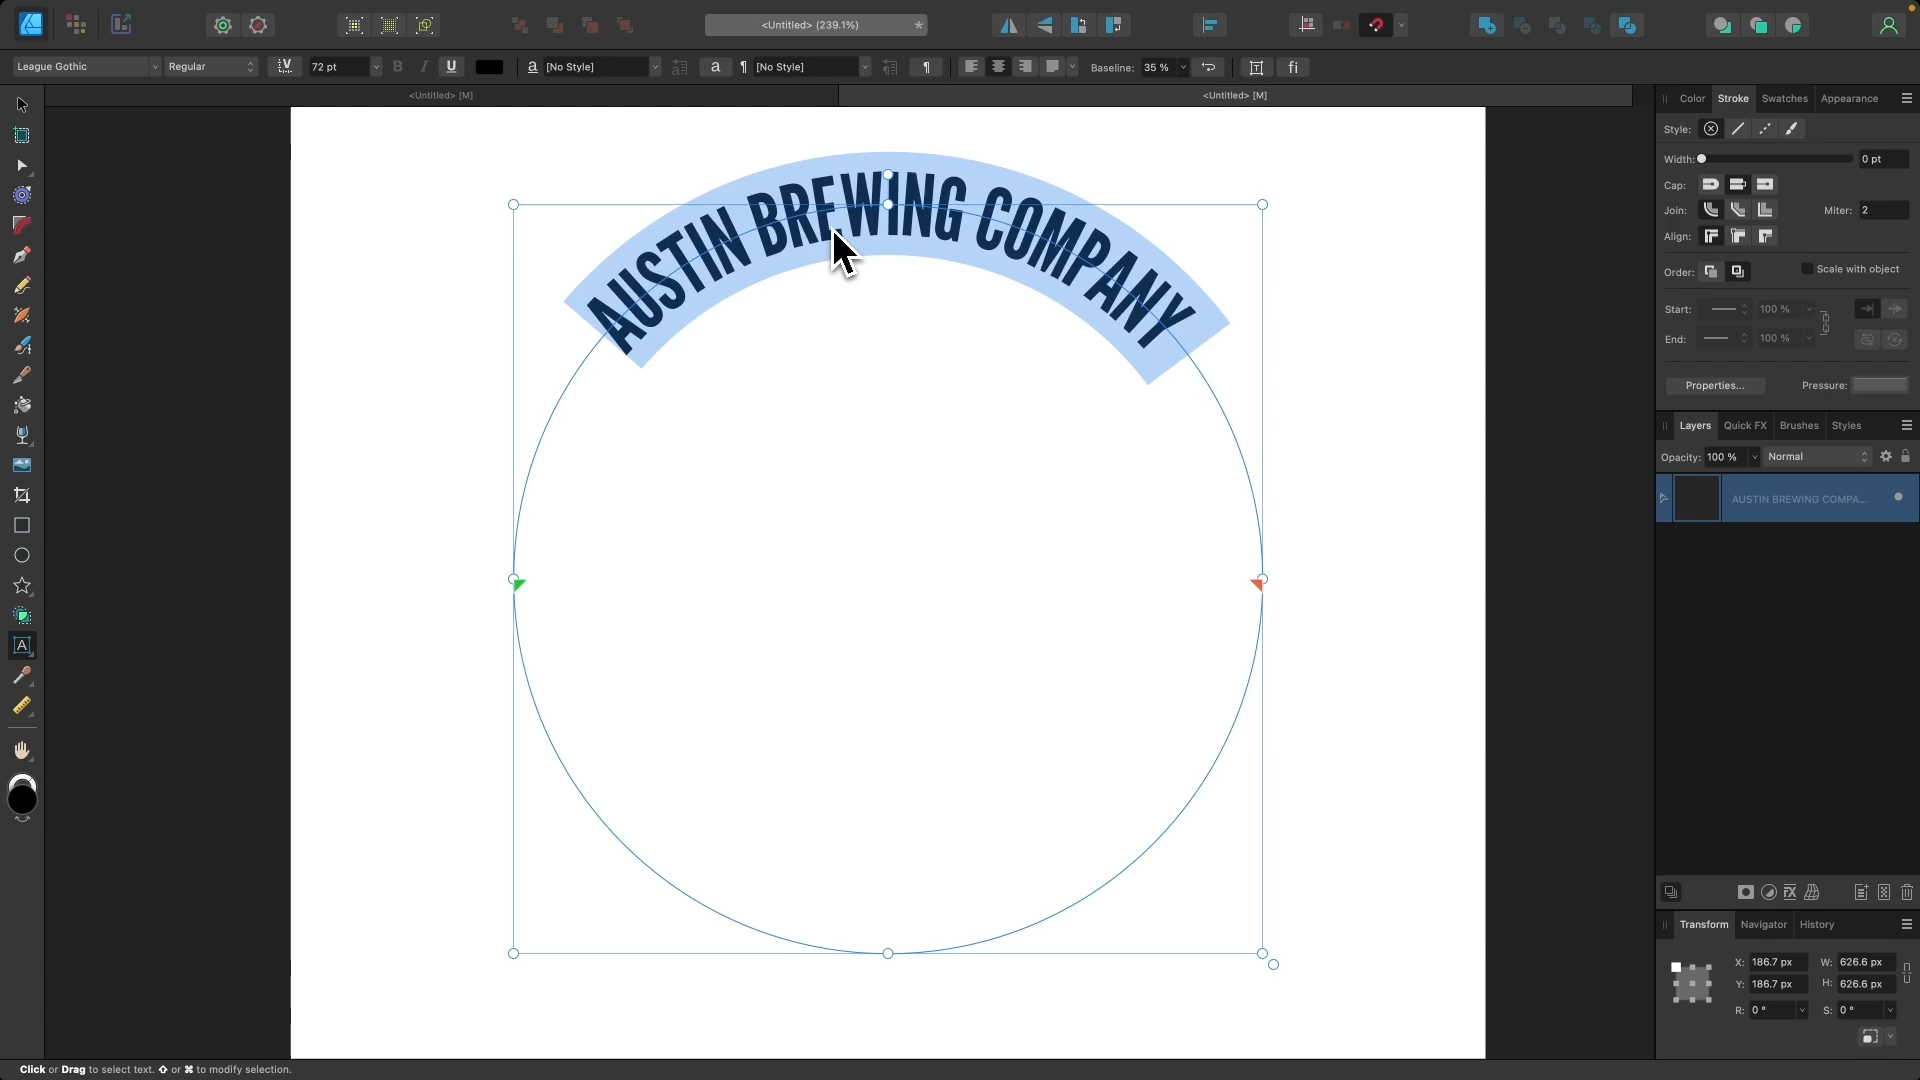 <Untitled> (239.1%)
*
League Gothic
Regular
72 pt
B
I
U
a
[No Style]
a
¶
[No Style]
¶
Baseline:
35 %
fi
<Untitled> [M]
<Untitled> [M]
Color
Stroke
Swatches
Appearance
Style:
Width:
0 pt
Cap:
Join:
Miter:
2
Align:
Order:
Scale with object
Start:
100 %
End:
100 %
Properties...
Pressure:
AUSTIN BREWING COMPANY
Layers
Quick FX
Brushes
Styles
Opacity:
100 %
Normal
AUSTIN BREWING COMPA...
A
Transform
Navigator
History
X:
186.7 px
W:
626.6 px
Y:
186.7 px
H:
626.6 px
R:
0 °
S:
0 °
Click or Drag to select text. ⇧ or ⌘ to modify selection.